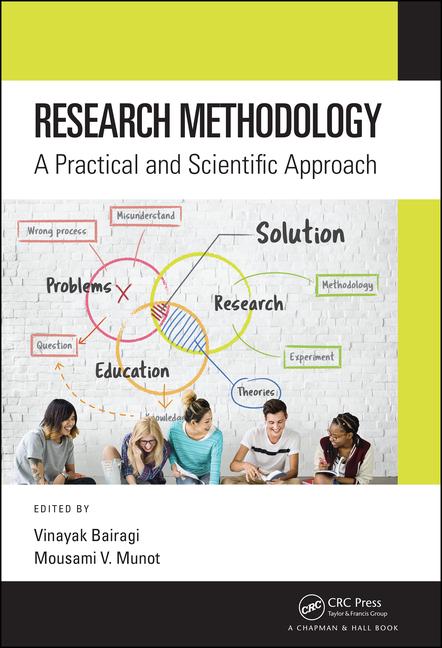 RESEARCH METHODOLOGY
A Practical and Scientific Approach
Misunderstand
Wrong process
Solution
Problems
Research
Methodology
Question
Experiment
Education
Theories
EDITED BY
Vinayak Bairagi
Mousami V. Munot
CRC
CRC Press
Taylor & Francis Group
A CHAPMAN & HALL BOOK